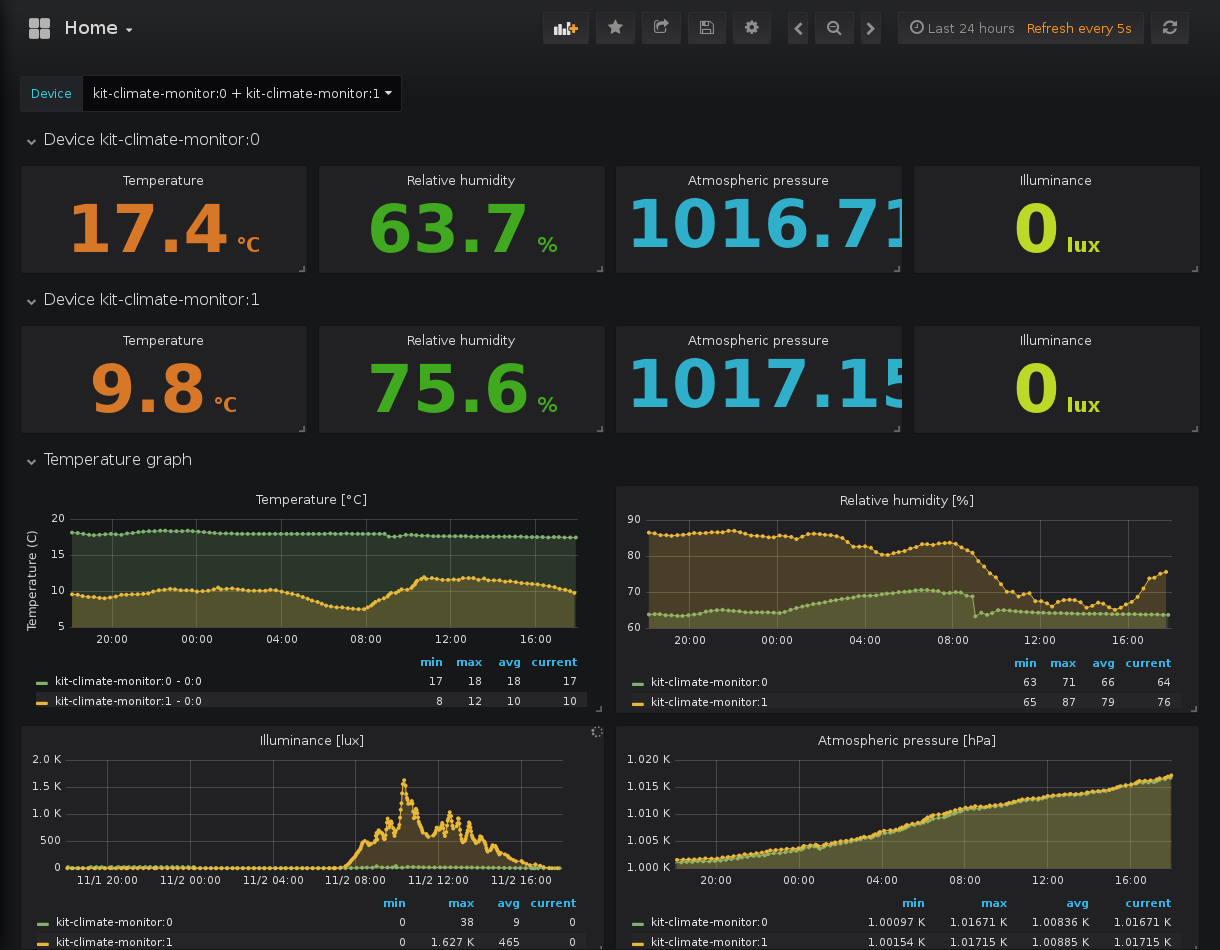 Home
Last 24 hours Refresh every 5s
Device kit-climate-monitor:0 + kit-climate-monitor:1
Device kit-climate-monitor:0
Temperature Relative humidity Atmospheric pressure Illuminance
17.4 °C 63.7 % 1016.71 0 lux
Device kit-climate-monitor:1
Temperature Relative humidity Atmospheric pressure Illuminance
9.8 °C 75.6 % 1017.15 0 lux
Temperature graph
Temperature [°C]
Temperature (C)
20
15
10
5
20:00 00:00 04:00 08:00 12:00 16:00
min max avg current
kit-climate-monitor:0 - 0:0 17 18 18 17
kit-climate-monitor:1 - 0:0 8 12 10 10
Relative humidity [%]
90
80
70
60
20:00 00:00 04:00 08:00 12:00 16:00
min max avg current
kit-climate-monitor:0 63 71 66 64
kit-climate-monitor:1 65 87 79 76
Illuminance [lux]
2.0 K
1.5 K
1.0 K
500
0
11/1 20:00 11/2 00:00 11/2 04:00 11/2 08:00 11/2 12:00 11/2 16:00
min max avg current
kit-climate-monitor:0 0 38 9 0
kit-climate-monitor:1 0 1.627 K 465 0
Atmospheric pressure [hPa]
1.020 K
1.015 K
1.010 K
1.005 K
1.000 K
20:00 00:00 04:00 08:00 12:00 16:00
min max avg current
kit-climate-monitor:0 1.00097 K 1.01671 K 1.00836 K 1.01671 K
kit-climate-monitor:1 1.00154 K 1.01715 K 1.00885 K 1.01715 K